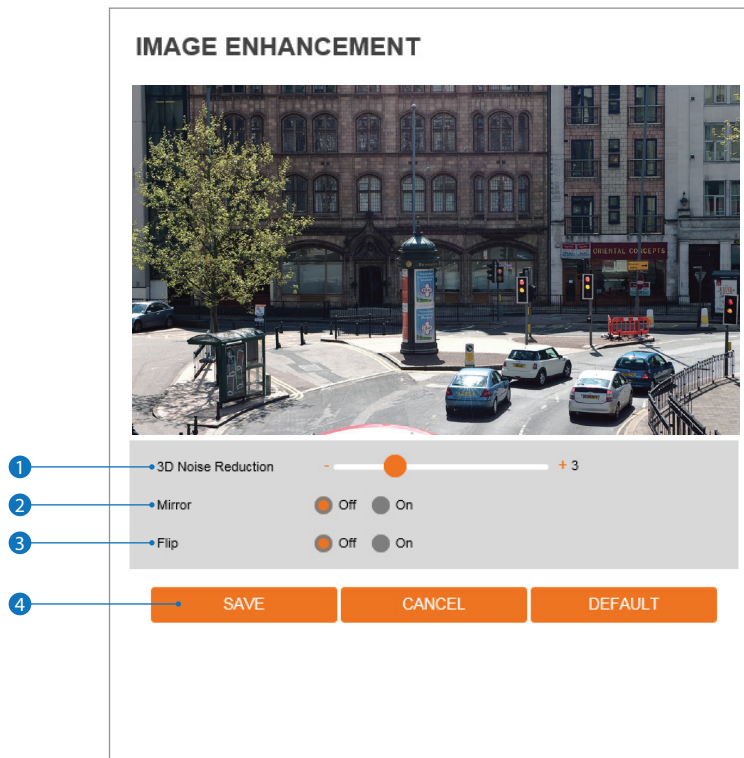 IMAGE ENHANCEMENT
ORIENTAL CONCEPTS
1 3D Noise Reduction - + 3
2 Mirror Off On
3 Flip Off On
4 SAVE CANCEL DEFAULT